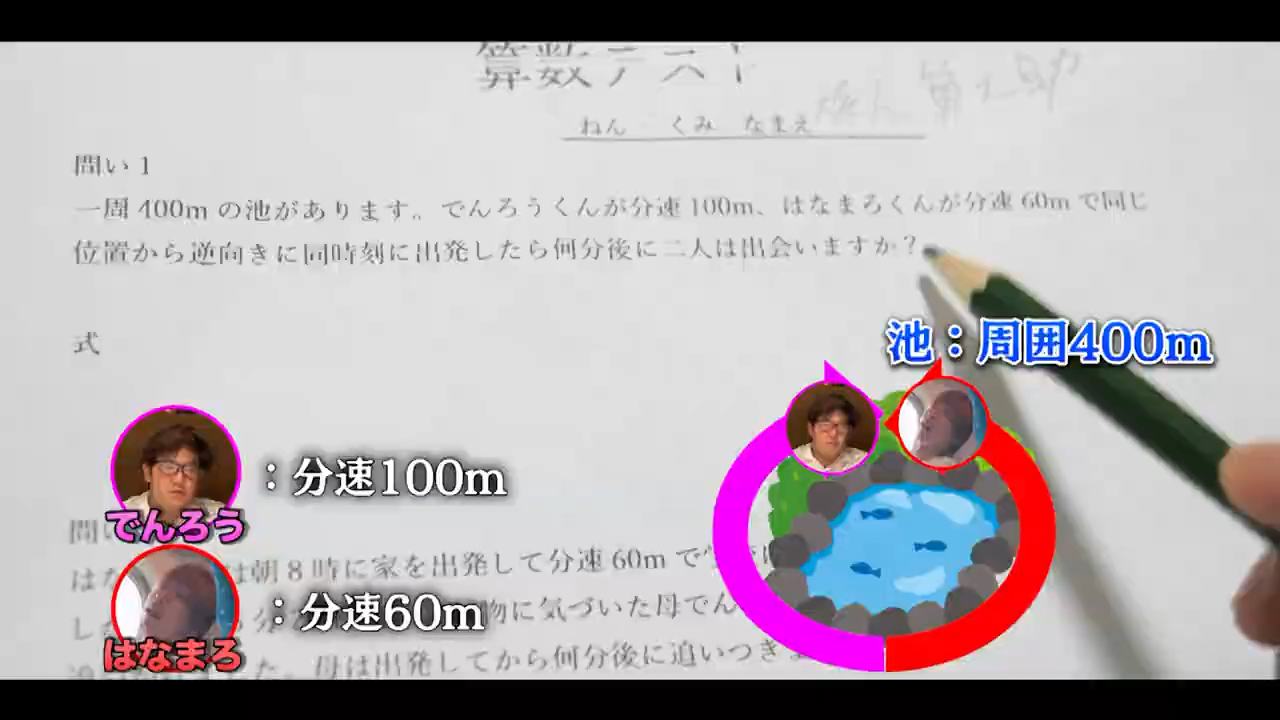 算数テスト
ねん くみ なまえ
問い1
一周400mの池があります。でんろうくんが分速100m、はなまろくんが分速60mで同じ
位置から逆向きに同時刻に出発したら何分後に二人は出会いますか？
式
池：周囲400m
：分速100m
でんろう
問い
は朝8時に家を出発して分速60mで
：分速60m
物に気づいた母でん
はなまろ
た。母は出発してから何分後に追いつきま